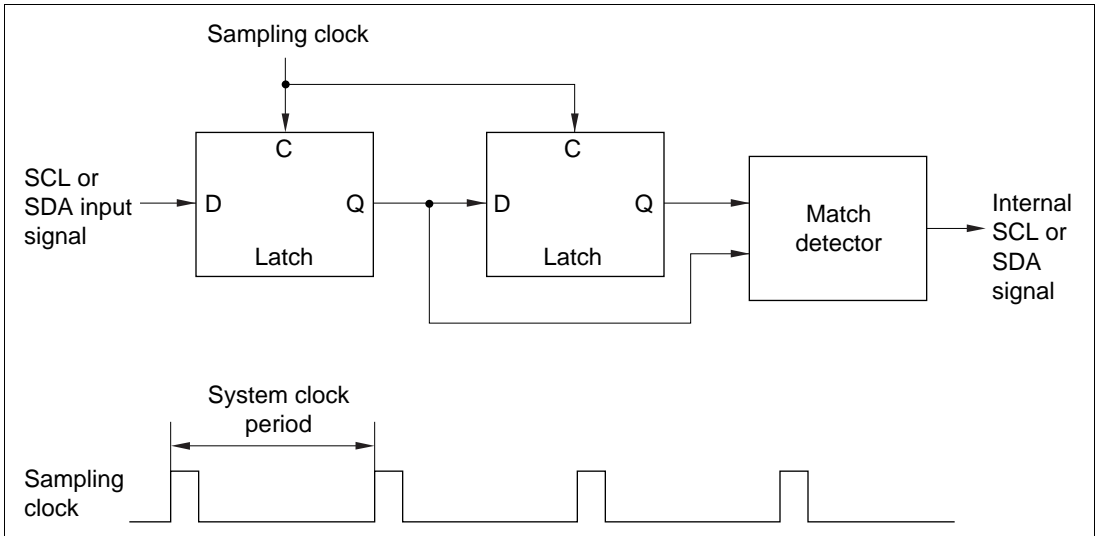 Sampling clock
SCL or
SDA input
signal
C
D
Q
Latch
C
D
Q
Latch
Match
detector
Internal
SCL or
SDA
signal
System clock
period
Sampling
clock